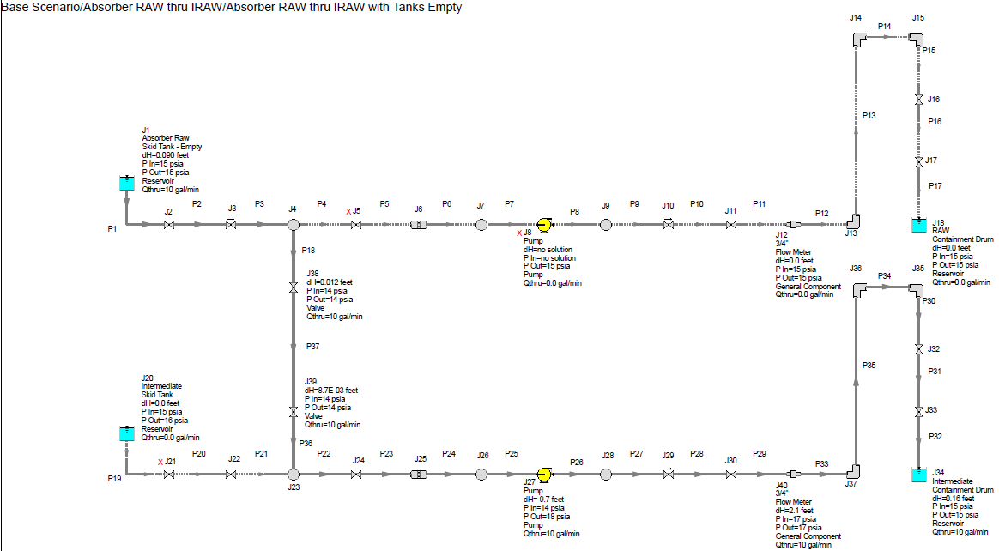 Base Scenario/Absorber RAW thru IRAW/Absorber RAW thru IRAW with Tanks Empty
J14
J15
P14
P15
J16
P13
P16
J17
P17
J1
Absorber Raw
Skid Tank - Empty
dH=0.090 feet
P In=15 psia
P Out=15 psia
Reservoir
Qthru=10 gal/min
P1
J2
P2
J3
P3
J4
P4
X J5
P5
J6
P6
J7
P7
X J8
Pump
dH=no solution
P In=no solution
P Out=15 psia
Pump
Qthru=0.0 gal/min
P8
J9
P9
J10
P10
J11
P11
J12
3/4"
Flow Meter
dH=0.0 feet
P In=15 psia
P Out=15 psia
General Component
Qthru=0.0 gal/min
P12
J13
J18
RAW
Containment Drum
dH=0.0 feet
P In=15 psia
P Out=15 psia
Reservoir
Qthru=0.0 gal/min
P18
J38
dH=0.012 feet
P In=14 psia
P Out=14 psia
Valve
Qthru=10 gal/min
P37
J39
dH=8.7E-03 feet
P In=14 psia
P Out=14 psia
Valve
Qthru=10 gal/min
P36
J36
P34
J35
P30
J32
P35
P31
J33
P32
J20
Intermediate
Skid Tank
dH=0.0 feet
P In=15 psia
P Out=16 psia
Reservoir
Qthru=0.0 gal/min
P19
X J21
P20
J22
P21
J23
P22
J24
P23
J25
P24
J26
P25
J27
Pump
dH=-9.7 feet
P In=14 psia
P Out=18 psia
Pump
Qthru=10 gal/min
P26
J28
P27
J29
P28
J30
P29
J40
3/4"
Flow Meter
dH=2.1 feet
P In=17 psia
P Out=17 psia
General Component
Qthru=10 gal/min
P33
J37
J34
Intermediate
Containment Drum
dH=0.16 feet
P In=15 psia
P Out=15 psia
Reservoir
Qthru=10 gal/min